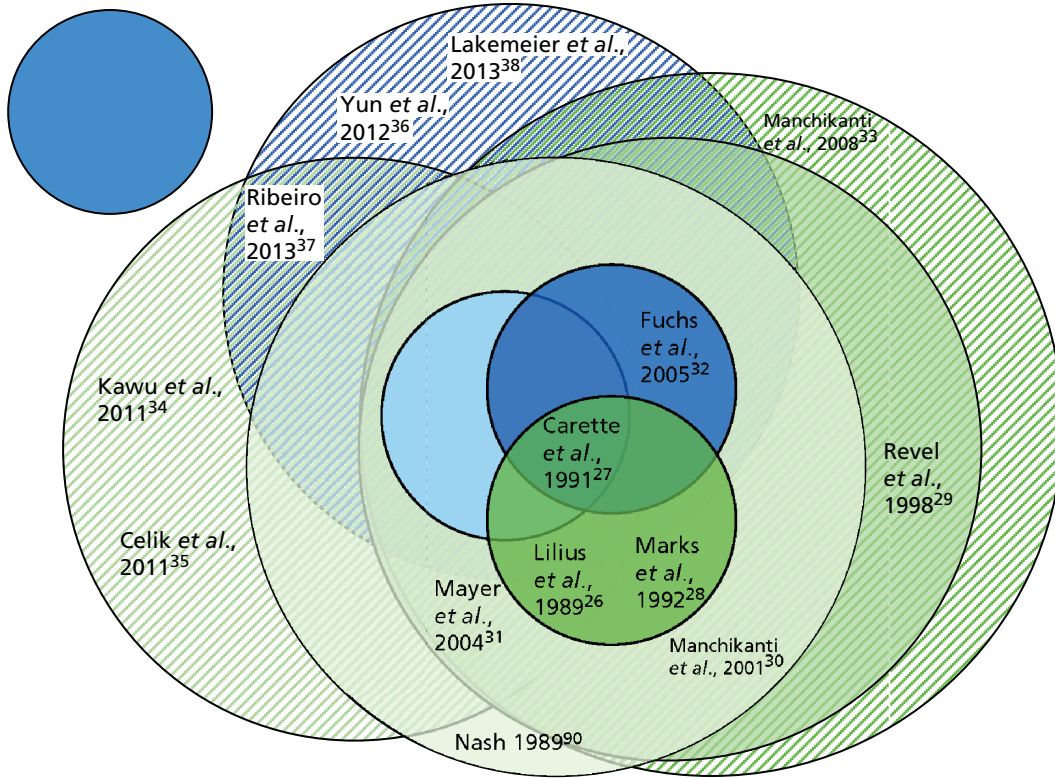 Lakemeier et al.,
2013³⁸
Yun et al.,
2012³⁶
Manchikanti
et al., 2008³³
Ribeiro
et al.,
2013³⁷
Fuchs
et al.,
2005³²
Kawu et al.,
2011³⁴
Carette
et al.,
1991²⁷
Revel
et al.,
1998²⁹
Celik et al.,
2011³⁵
Lilius
et al.,
1989²⁶
Marks
et al.,
1992²⁸
Mayer
et al.,
2004³¹
Manchikanti
et al., 2001³⁰
Nash 1989⁹⁰